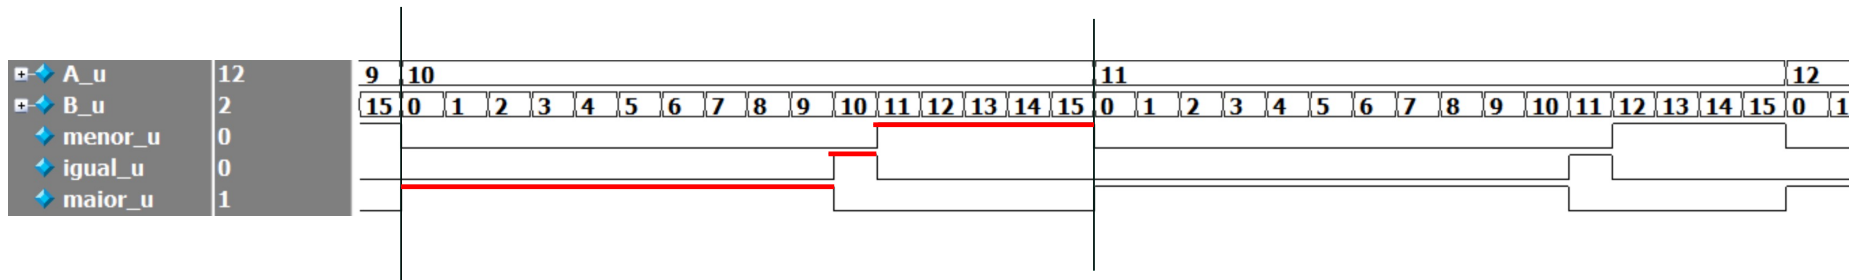 A_u 12 9 10 11 12
B_u 2 15 0 1 2 3 4 5 6 7 8 9 10 11 12 13 14 15 0 1 2 3 4 5 6 7 8 9 10 11 12 13 14 15 0 1
menor_u 0
igual_u 0
maior_u 1